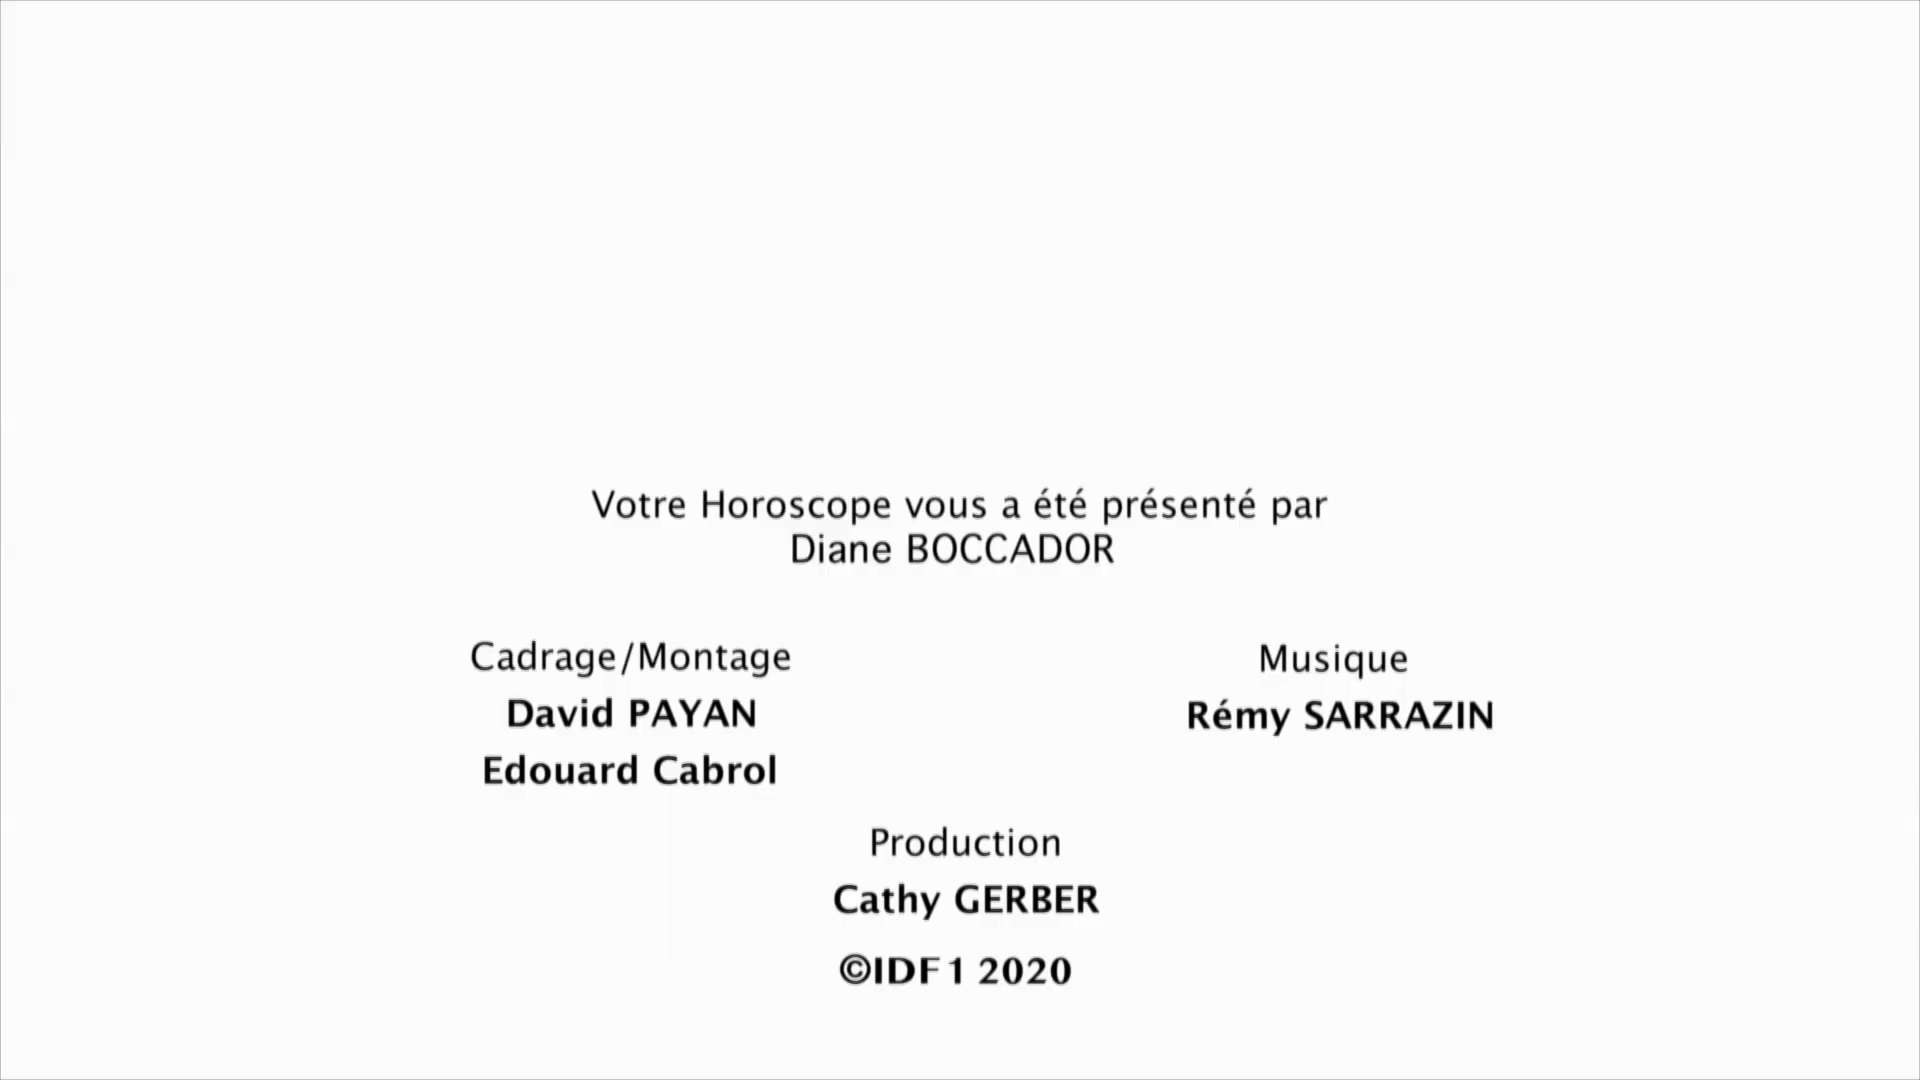 Votre Horoscope vous a été présenté par
Diane BOCCADOR
Cadrage/Montage
David PAYAN
Edouard Cabrol
Musique
Rémy SARRAZIN
Production
Cathy GERBER
©IDF1 2020